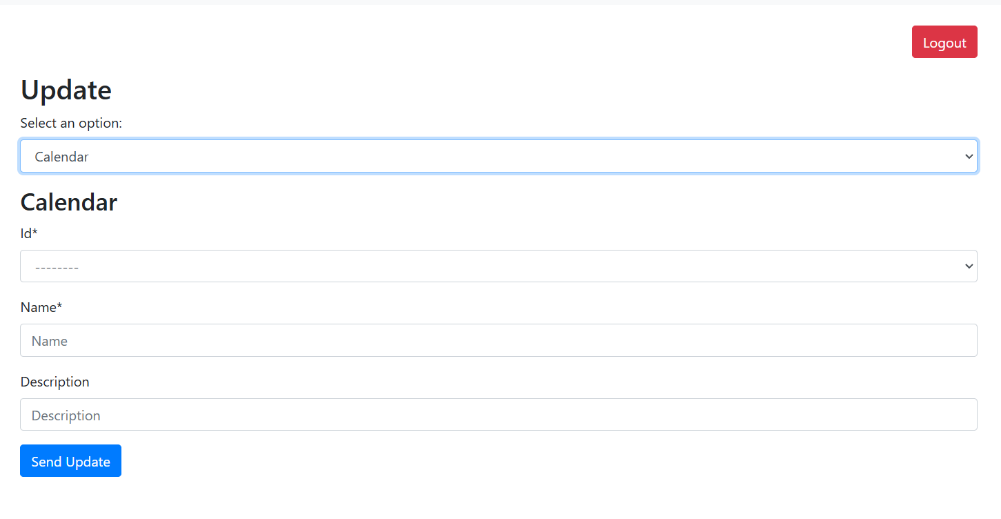 Logout
Update
Select an option:
Calendar
Calendar
Id*
--------
Name*
Name
Description
Description
Send Update